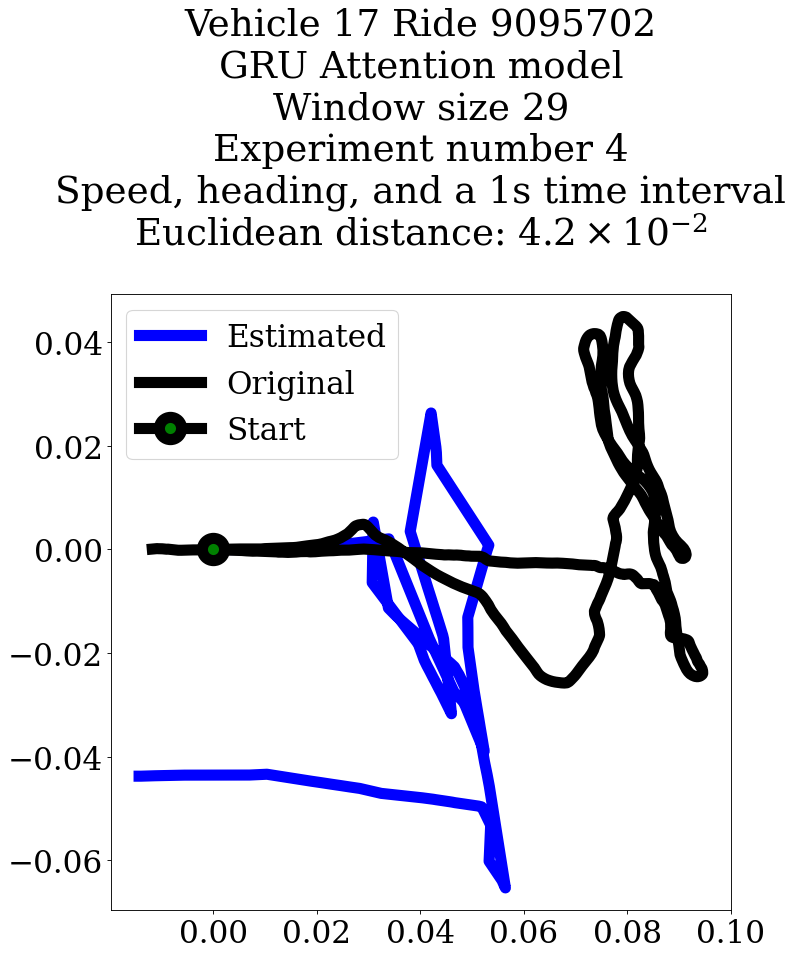 Vehicle 17 Ride 9095702
GRU Attention model
Window size 29
Experiment number 4
Speed, heading, and a 1s time interval
Euclidean distance: 4.2 × 10⁻²
Estimated
Original
Start
0.04
0.02
0.00
−0.02
−0.04
−0.06
0.00 0.02 0.04 0.06 0.08 0.10